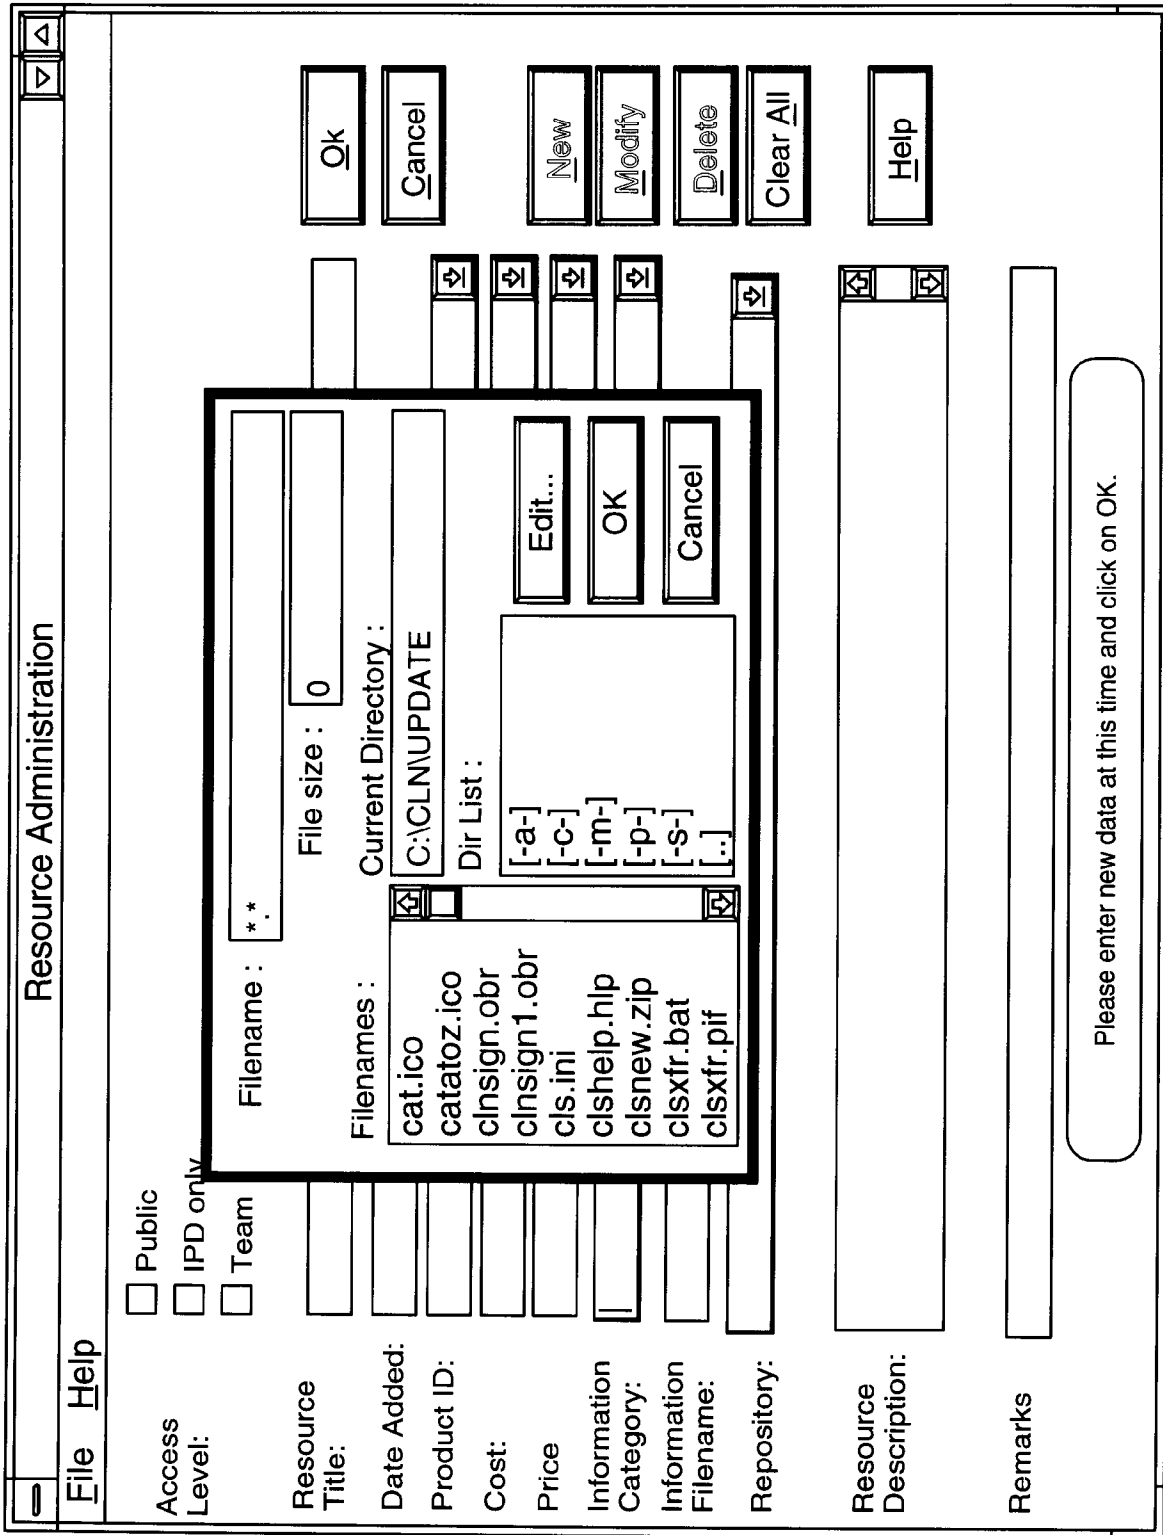 Resource Administration
File Help
Access
Level:
Public
IPD only
Team
Resource
Title:
Date Added:
Product ID:
Cost:
Price
Information
Category:
Information
Filename:
Repository:
Resource
Description:
Remarks
Filename :
*.*
File size :
0
Filenames :
cat.ico
catatoz.ico
clnsign.obr
clnsign1.obr
cls.ini
clshelp.hlp
clsnew.zip
clsxfr.bat
clsxfr.pif
Current Directory :
C:\CLN\UPDATE
Dir List :
[-a-]
[-c-]
[-m-]
[-p-]
[-s-]
[..]
Edit...
OK
Cancel
Ok
Cancel
New
Modify
Delete
Clear All
Help
Please enter new data at this time and click on OK.